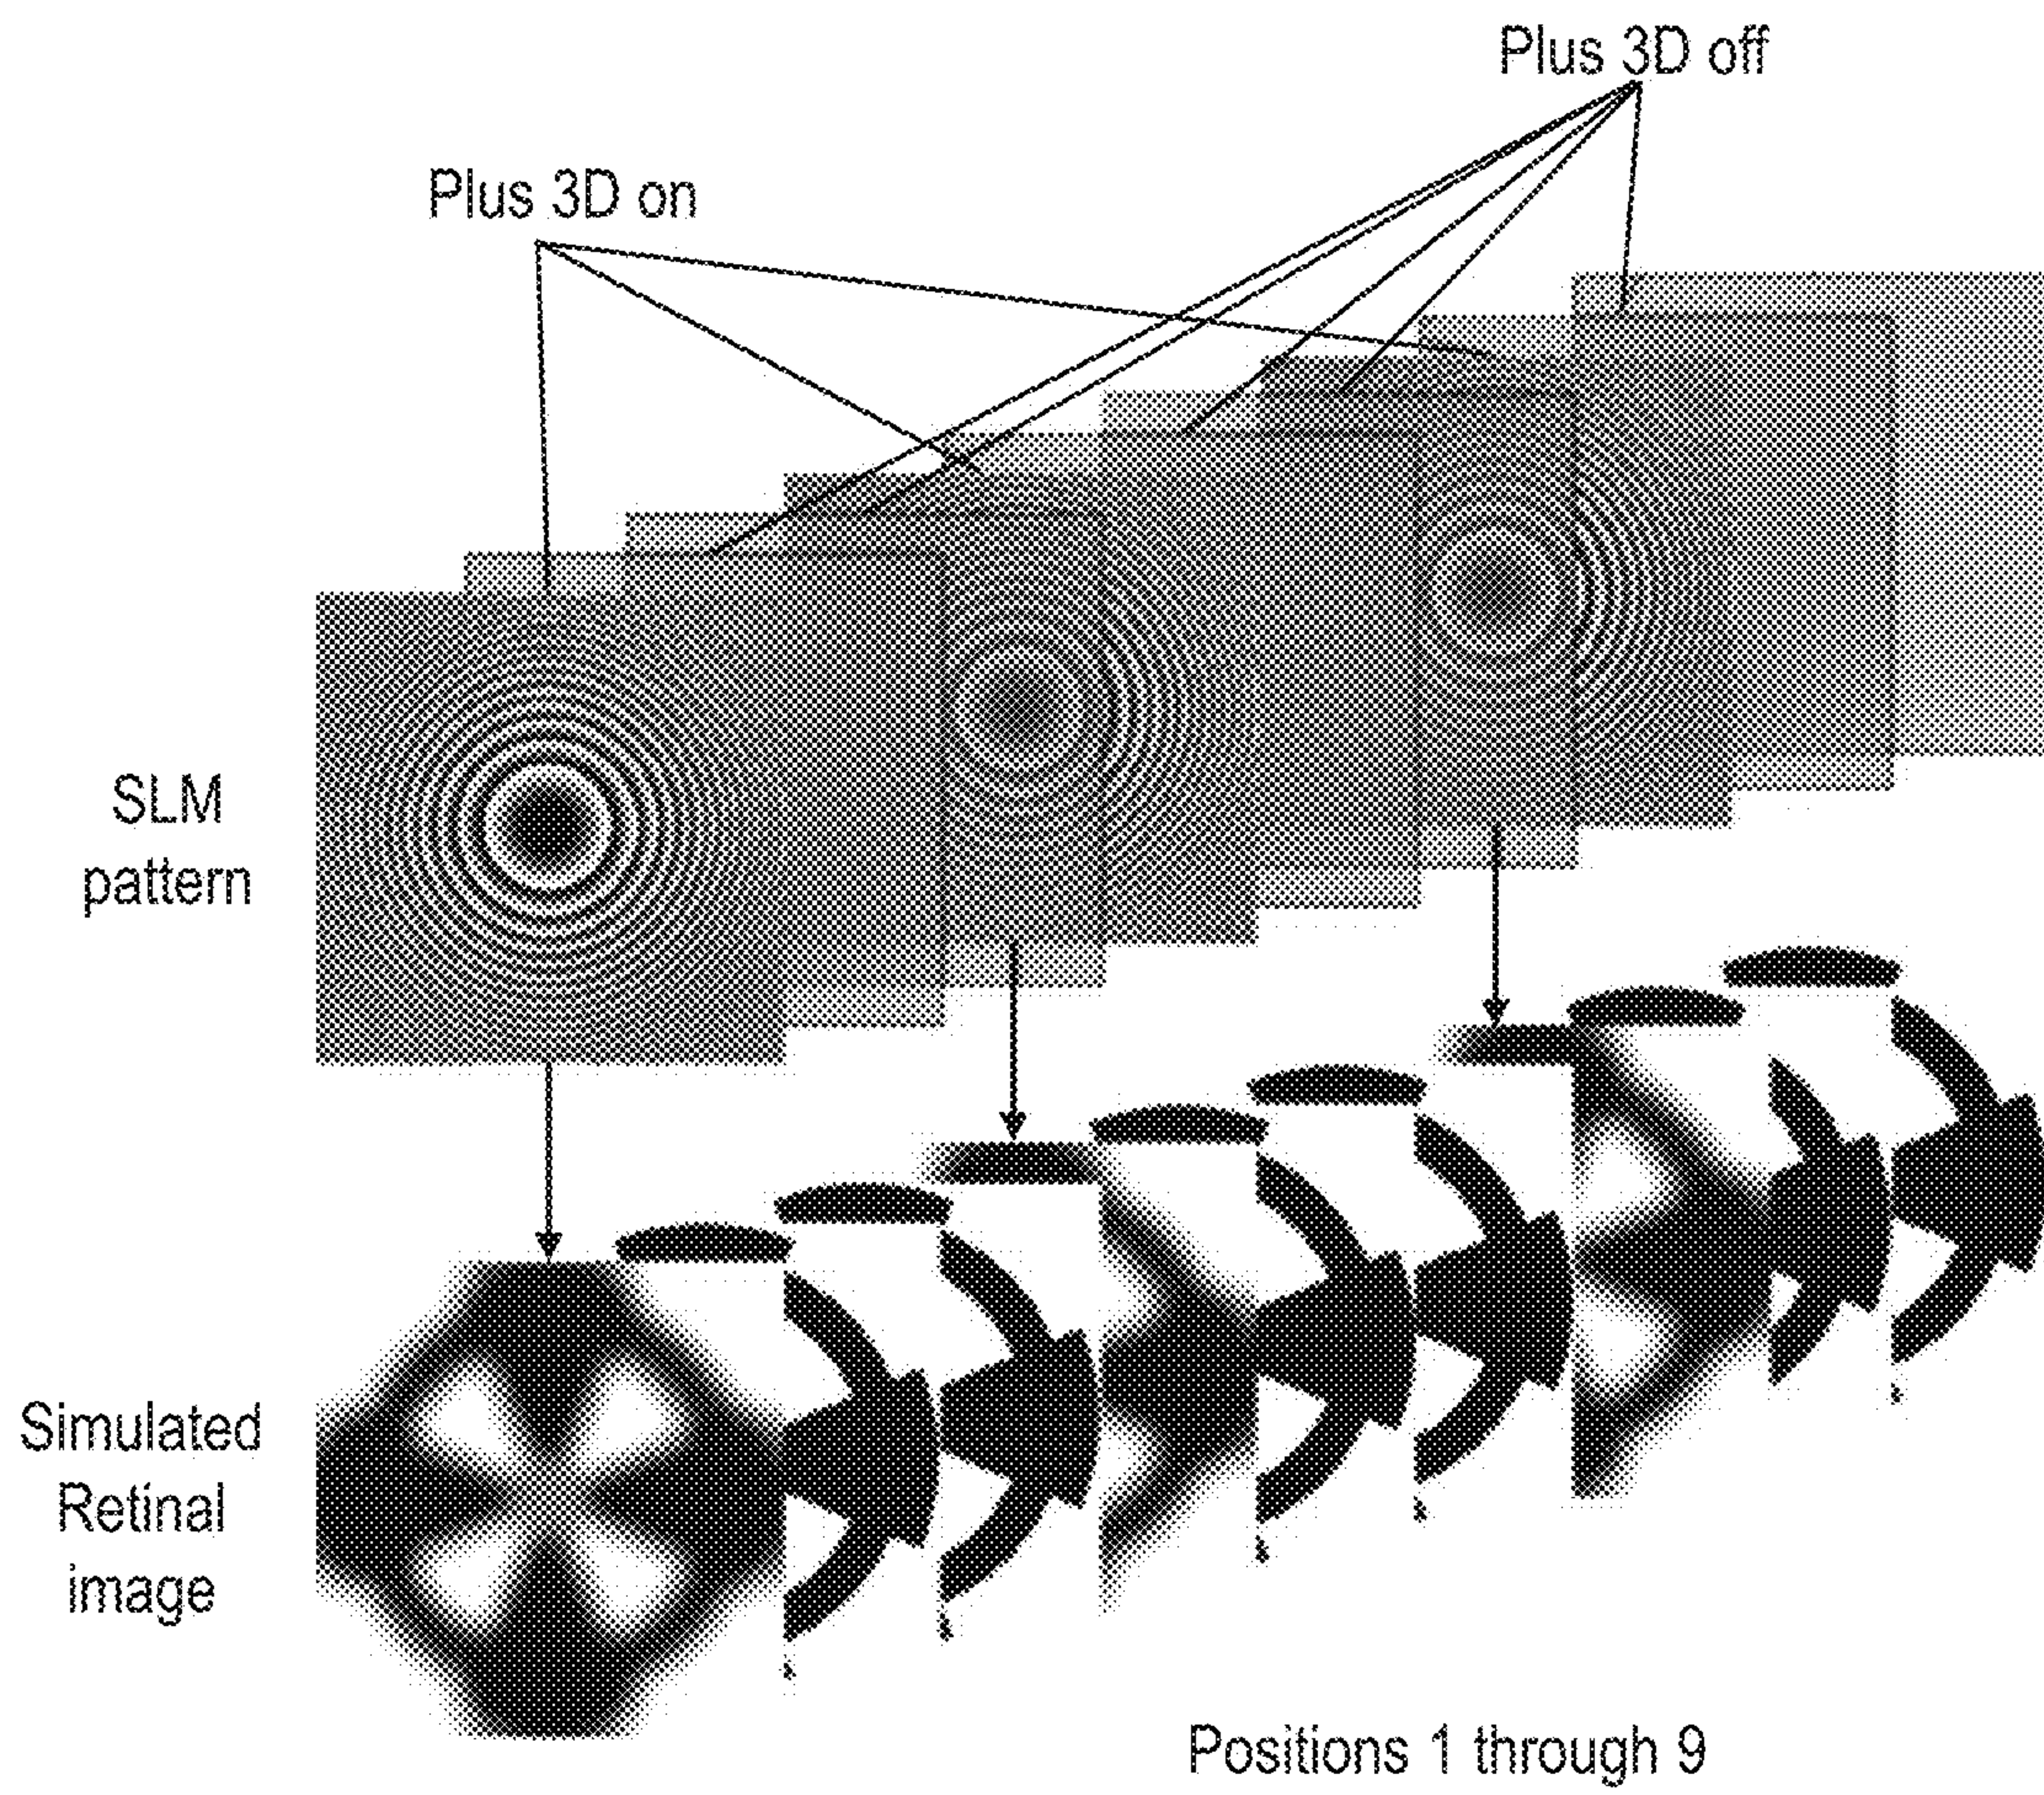 Plus 3D off
Plus 3D on
SLM
pattern
Simulated
Retinal
image
Positions 1 through 9